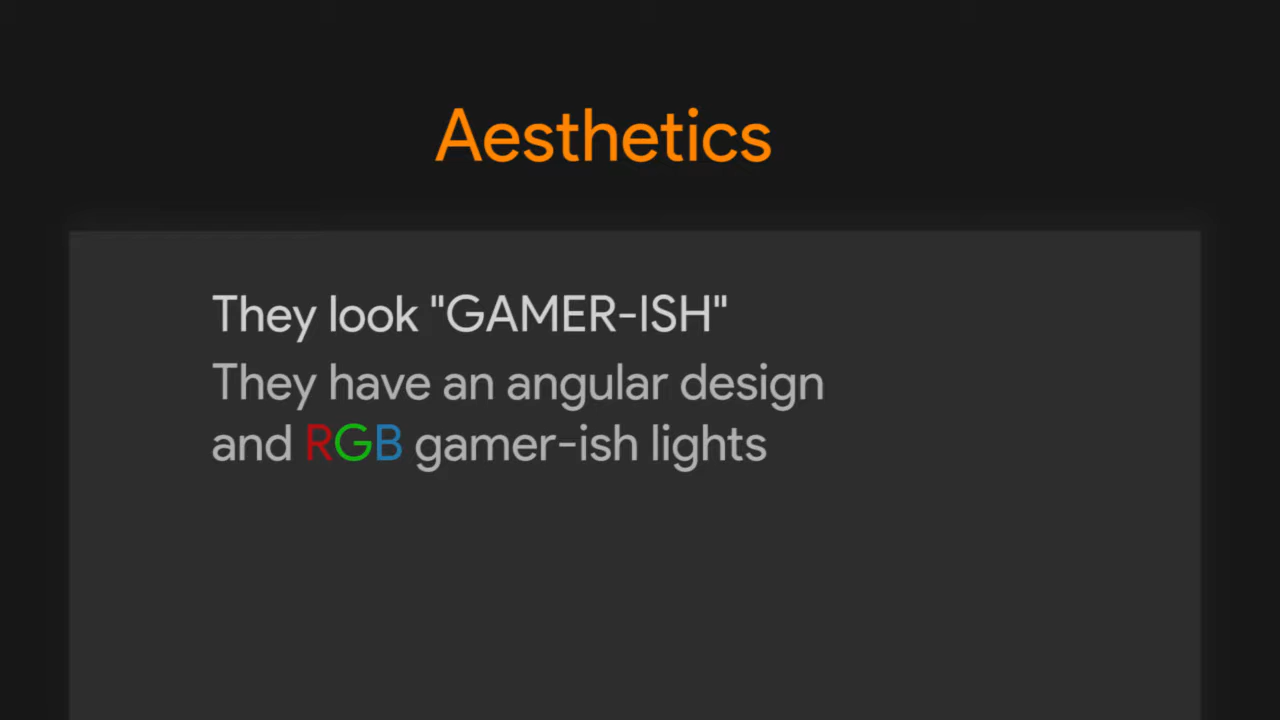 Aesthetics
They look "GAMER-ISH"
They have an angular design
and RGB gamer-ish lights